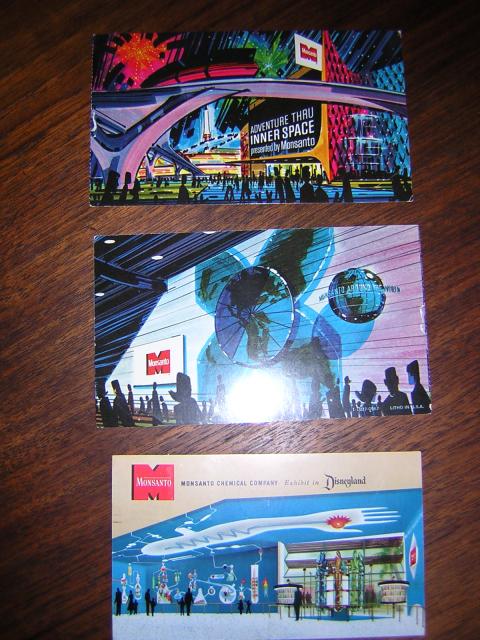 Monsanto
ADVENTURE THRU
INNER SPACE
presented by Monsanto
MONSANTO AROUND THE WORLD
Monsanto
LITHO IN U.S.A.
MONSANTO
MONSANTO CHEMICAL COMPANY Exhibit in Disneyland